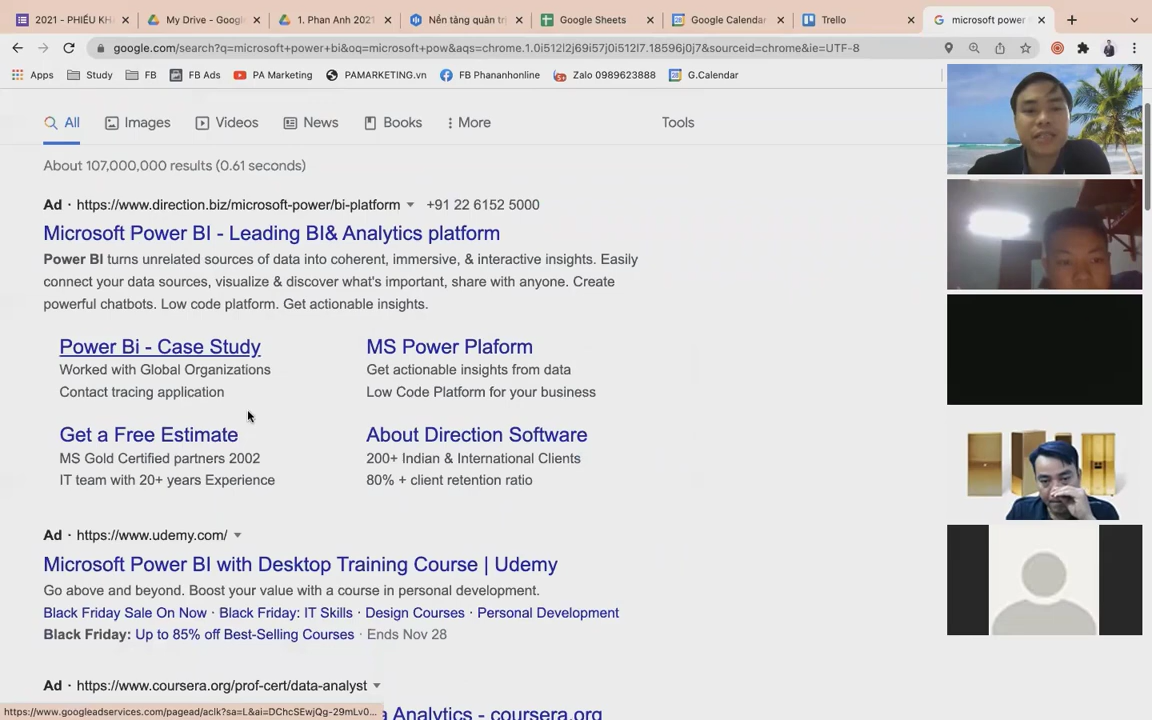 2021 - PHIẾU KH
My Drive - Googl
1. Phan Anh 2021
Nền tảng quản trị
Google Sheets
Google Calendar
Trello
microsoft power
google.com/search?q=microsoft+power+bi&oq=microsoft+pow&aqs=chrome.1.0i512l2j69i57j0i512l7.18596j0j7&sourceid=chrome&ie=UTF-8
Apps
Study
FB
FB Ads
PA Marketing
PAMARKETING.vn
FB Phananhonline
Zalo 0989623888
G.Calendar
All
Images
Videos
News
Books
More
Tools
About 107,000,000 results (0.61 seconds)
Ad · https://www.direction.biz/microsoft-power/bi-platform +91 22 6152 5000
Microsoft Power BI - Leading BI& Analytics platform
Power BI turns unrelated sources of data into coherent, immersive, & interactive insights. Easily
connect your data sources, visualize & discover what's important, share with anyone. Create
powerful chatbots. Low code platform. Get actionable insights.
Power Bi - Case Study
Worked with Global Organizations
Contact tracing application
MS Power Plaform
Get actionable insights from data
Low Code Platform for your business
Get a Free Estimate
MS Gold Certified partners 2002
IT team with 20+ years Experience
About Direction Software
200+ Indian & International Clients
80% + client retention ratio
Ad · https://www.udemy.com/
Microsoft Power BI with Desktop Training Course | Udemy
Go above and beyond. Boost your value with a course in personal development.
Black Friday Sale On Now · Black Friday: IT Skills · Design Courses · Personal Development
Black Friday: Up to 85% off Best-Selling Courses · Ends Nov 28
Ad · https://www.coursera.org/prof-cert/data-analyst
https://www.googleadservices.com/pagead/aclk?sa=L&ai=DChcSEwjQg-29mLv0...
a Analytics - coursera.org